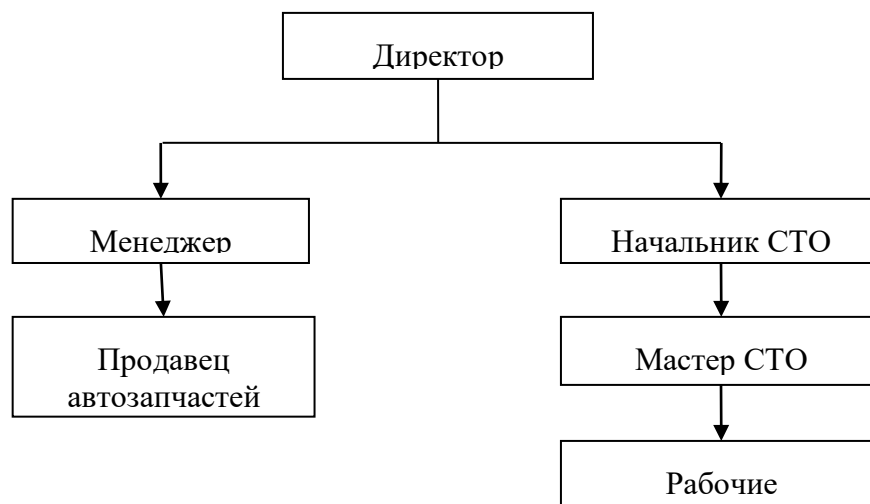 Директор
Менеджер
Начальник СТО
Продавец
автозапчастей
Мастер СТО
Рабочие